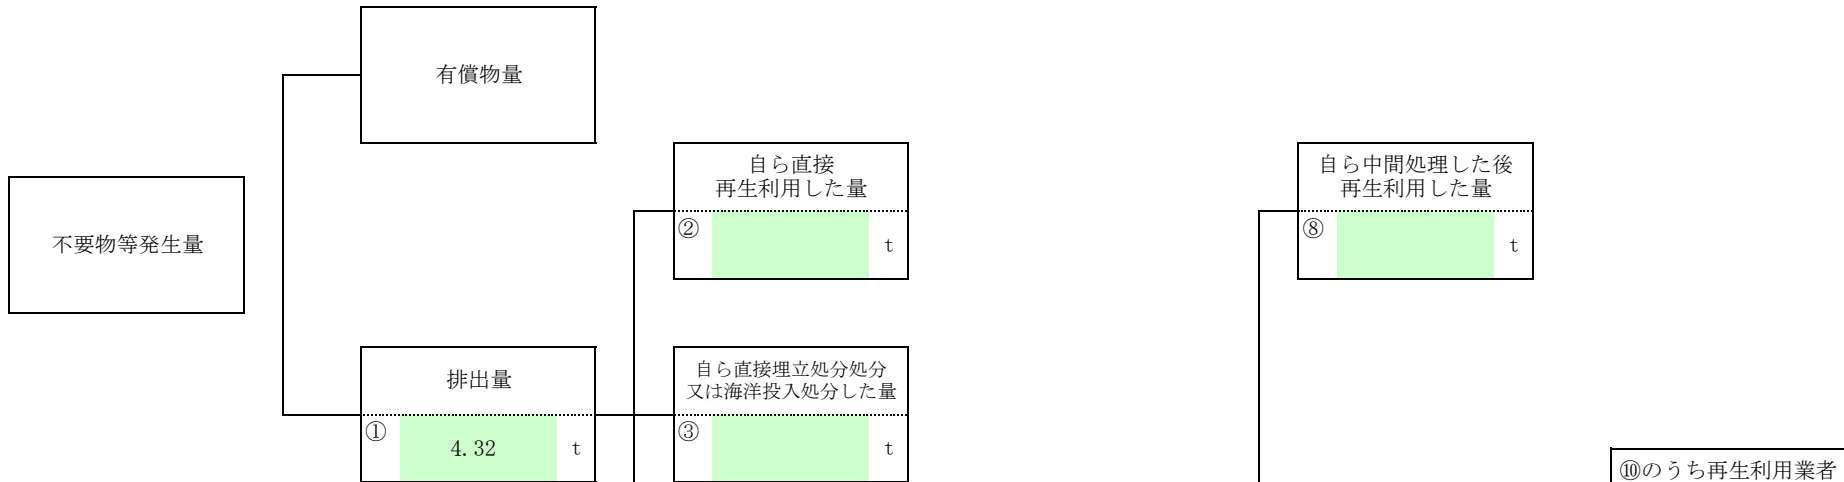 有償物量
自ら直接
再生利用した量
②
t
自ら中間処理した後
再生利用した量
⑧
t
不要物等発生量
排出量
①
4.32
t
自ら直接埋立処分処分
又は海洋投入処分した量
③
t
⑩のうち再生利用業者